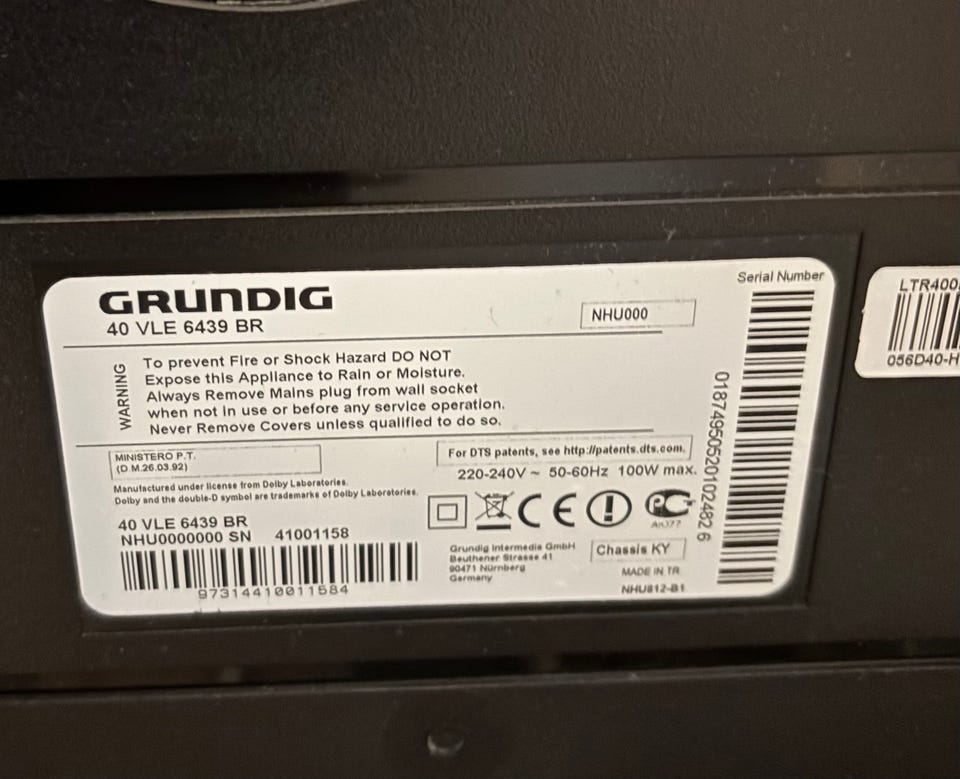 GRUNDIG
40 VLE 6439 BR
NHU000
Serial Number
WARNING
To prevent Fire or Shock Hazard DO NOT
Expose this Appliance to Rain or Moisture.
Always Remove Mains plug from wall socket
when not in use or before any service operation.
Never Remove Covers unless qualified to do so.
MINISTERO P.T.
(D.M.26.03.92)
For DTS patents, see http://patents.dts.com.
220-240V ~ 50-60Hz 100W max.
Manufactured under license from Dolby Laboratories.
Dolby and the double-D symbol are trademarks of Dolby Laboratories.
CE
40 VLE 6439 BR
NHU0000000 SN 41001158
97314410011584
Grundig Intermedia GmbH
Beuthener Strasse 41
90471 Nürnberg
Germany
Chassis KY
MADE IN TR
NHU812-B1
01874950520102482 6
LTR400
056D40-H